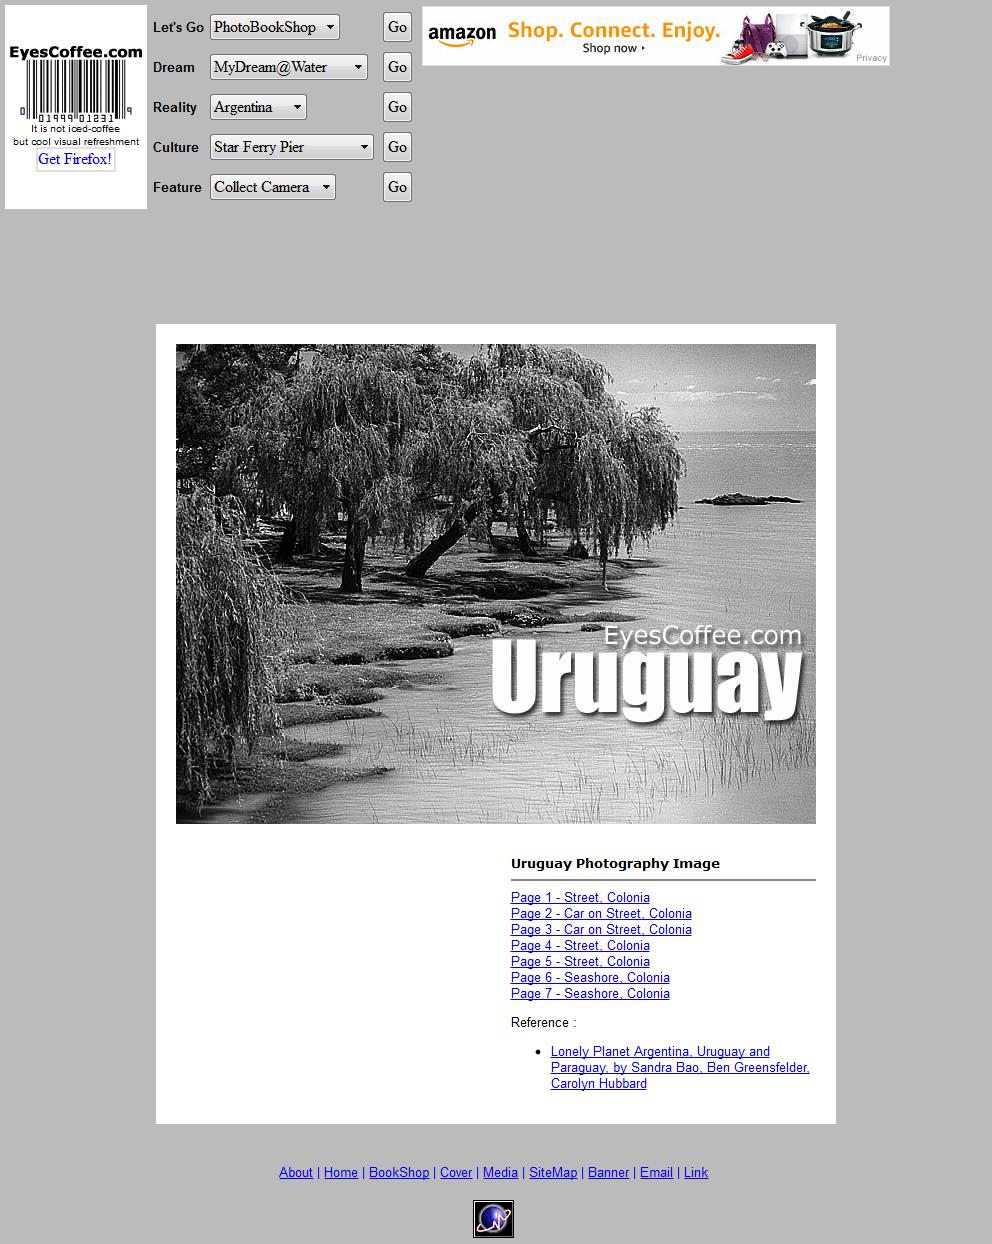 EyesCoffee.com
0 01999 01231 9
It is not iced-coffee
but cool visual refreshment
Get Firefox!
Let's Go PhotoBookShop Go
Dream MyDream@Water Go
Reality Argentina Go
Culture Star Ferry Pier Go
Feature Collect Camera Go
amazon Shop. Connect. Enjoy.
Shop now
Privacy
EyesCoffee.com
Uruguay
Uruguay Photography Image
Page 1 - Street, Colonia
Page 2 - Car on Street, Colonia
Page 3 - Car on Street, Colonia
Page 4 - Street, Colonia
Page 5 - Street, Colonia
Page 6 - Seashore, Colonia
Page 7 - Seashore, Colonia
Reference :
Lonely Planet Argentina, Uruguay and
Paraguay, by Sandra Bao, Ben Greensfelder,
Carolyn Hubbard
About | Home | BookShop | Cover | Media | SiteMap | Banner | Email | Link